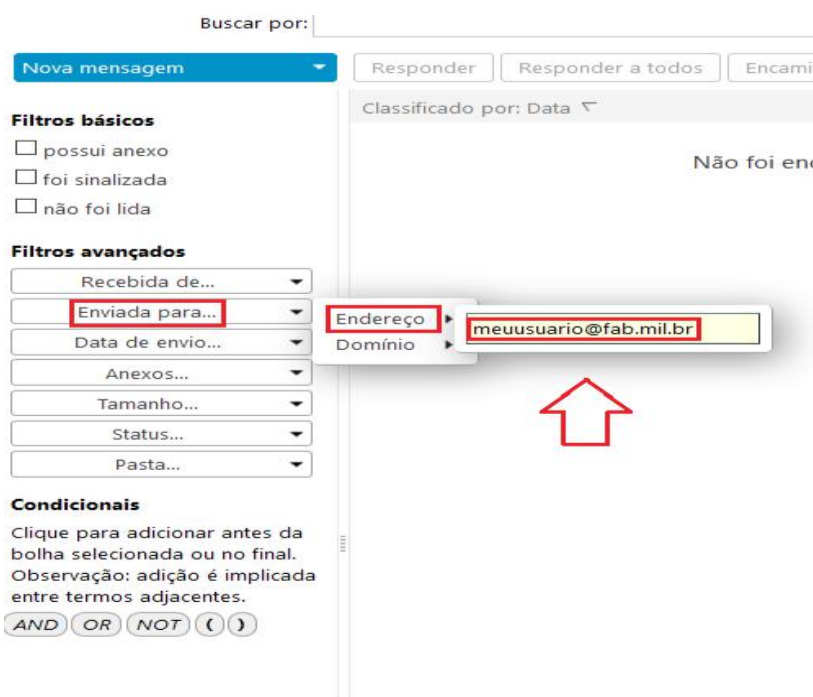 Buscar por:
Nova mensagem
Responder
Responder a todos
Classificado por: Data
Filtros básicos
possui anexo
foi sinalizada
não foi lida
Não foi
Filtros avançados
Recebida de...
Enviada para...
Data de envio...
Anexos...
Tamanho...
Status...
Pasta...
Endereço
Domínio
meuusuario@fab.mil.br
Condicionais
Clique para adicionar antes da
bolha selecionada ou no final.
Observação: adição é implicada
entre termos adjacentes.
AND OR NOT ( )